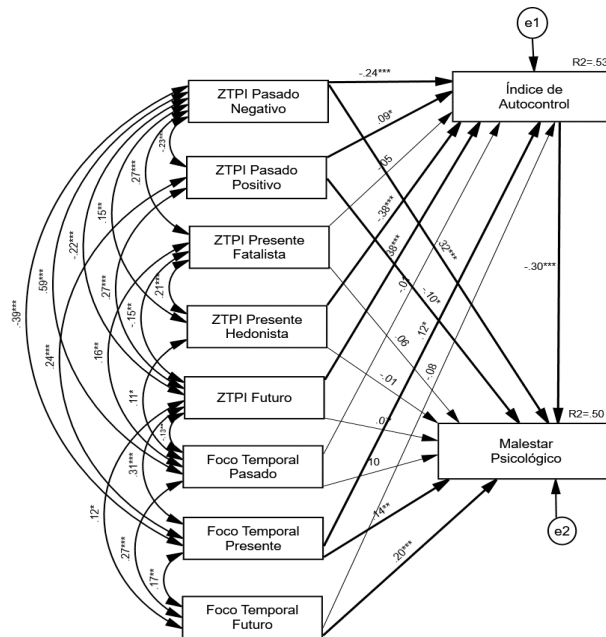 e1
R2=.53
Índice de
Autocontrol
-.24***
ZTPI Pasado
Negativo
.09*
-.23***
ZTPI Pasado
Positivo
.27***
-.05
.15***
-.38***
.38***
.32***
-.30***
-.22***
ZTPI Presente
Fatalista
.59***
.27***
.21***
-.10*
.12*
-.39***
-.15**
ZTPI Presente
Hedonista
.06
.24***
.16**
-.01
-.08
ZTPI Futuro
R2=.50
.11*
-.13**
Malestar
Psicológico
Foco Temporal
Pasado
.10
.31***
.12*
.27***
Foco Temporal
Presente
.14**
e2
.20***
.17**
Foco Temporal
Futuro